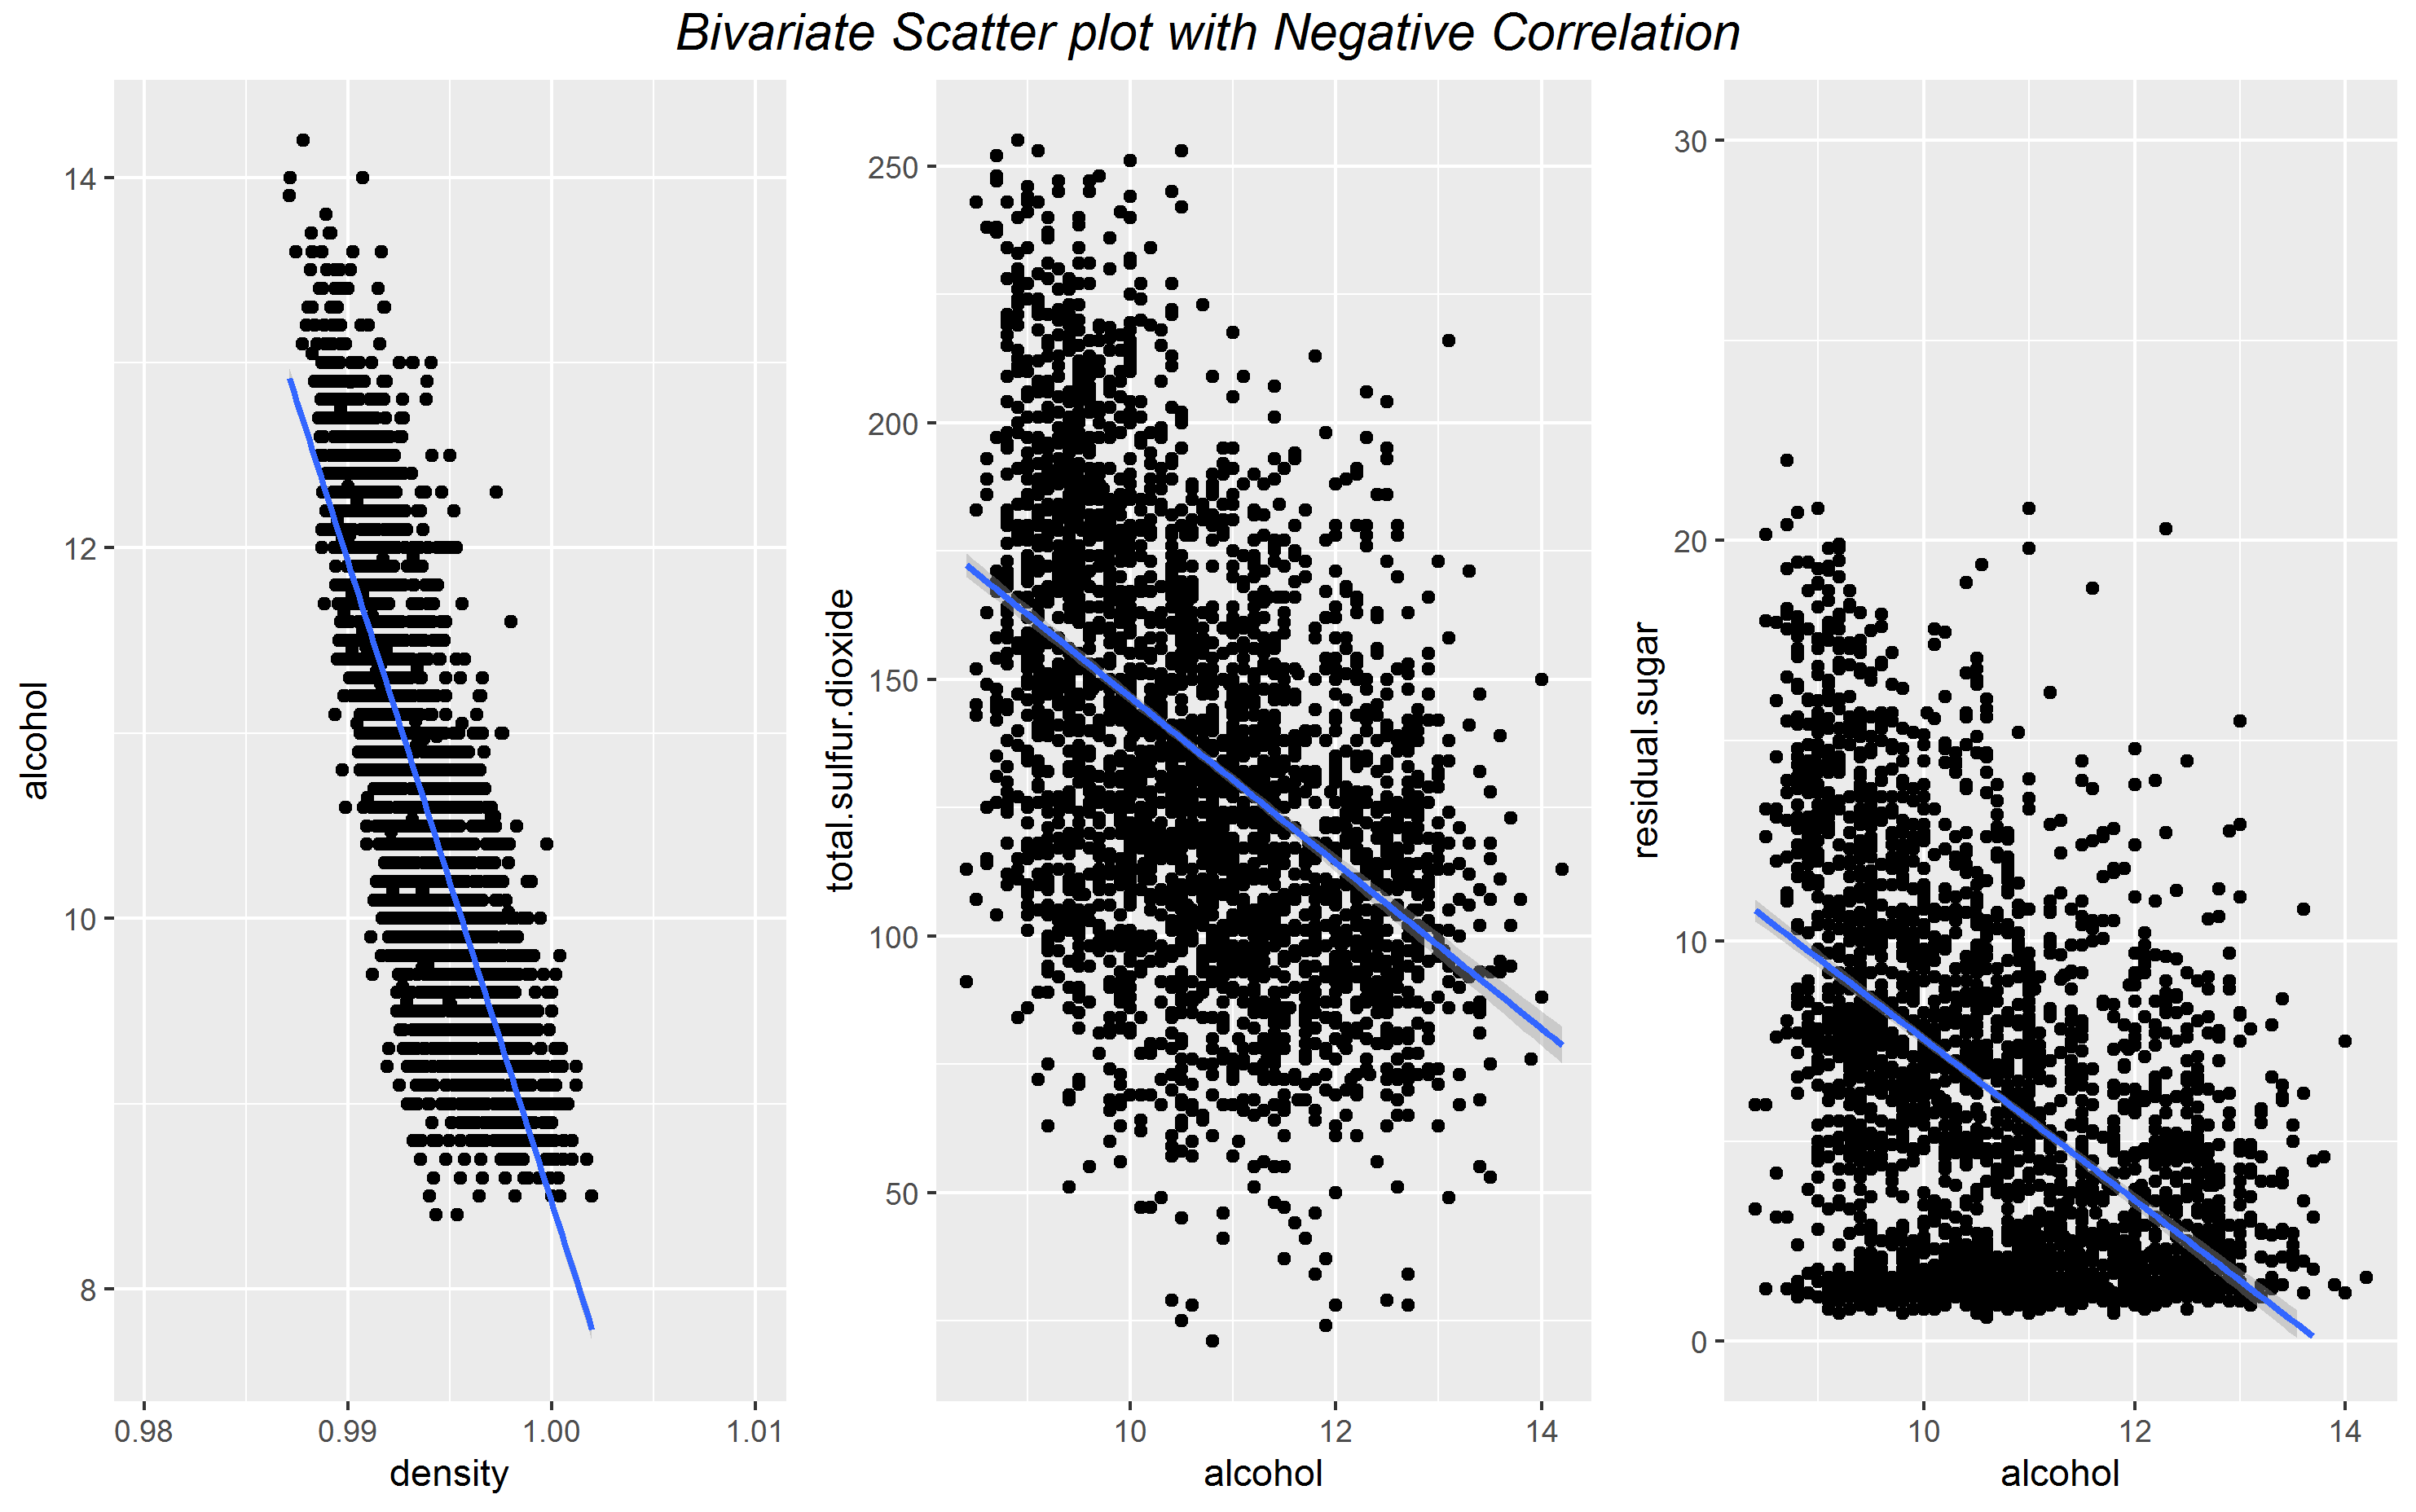 Bivariate Scatter plot with Negative Correlation
alcohol
14
12
10
8
0.98 0.99 1.00 1.01
density
total.sulfur.dioxide
250
200
150
100
50
10 12 14
alcohol
residual.sugar
30
20
10
0
10 12 14
alcohol